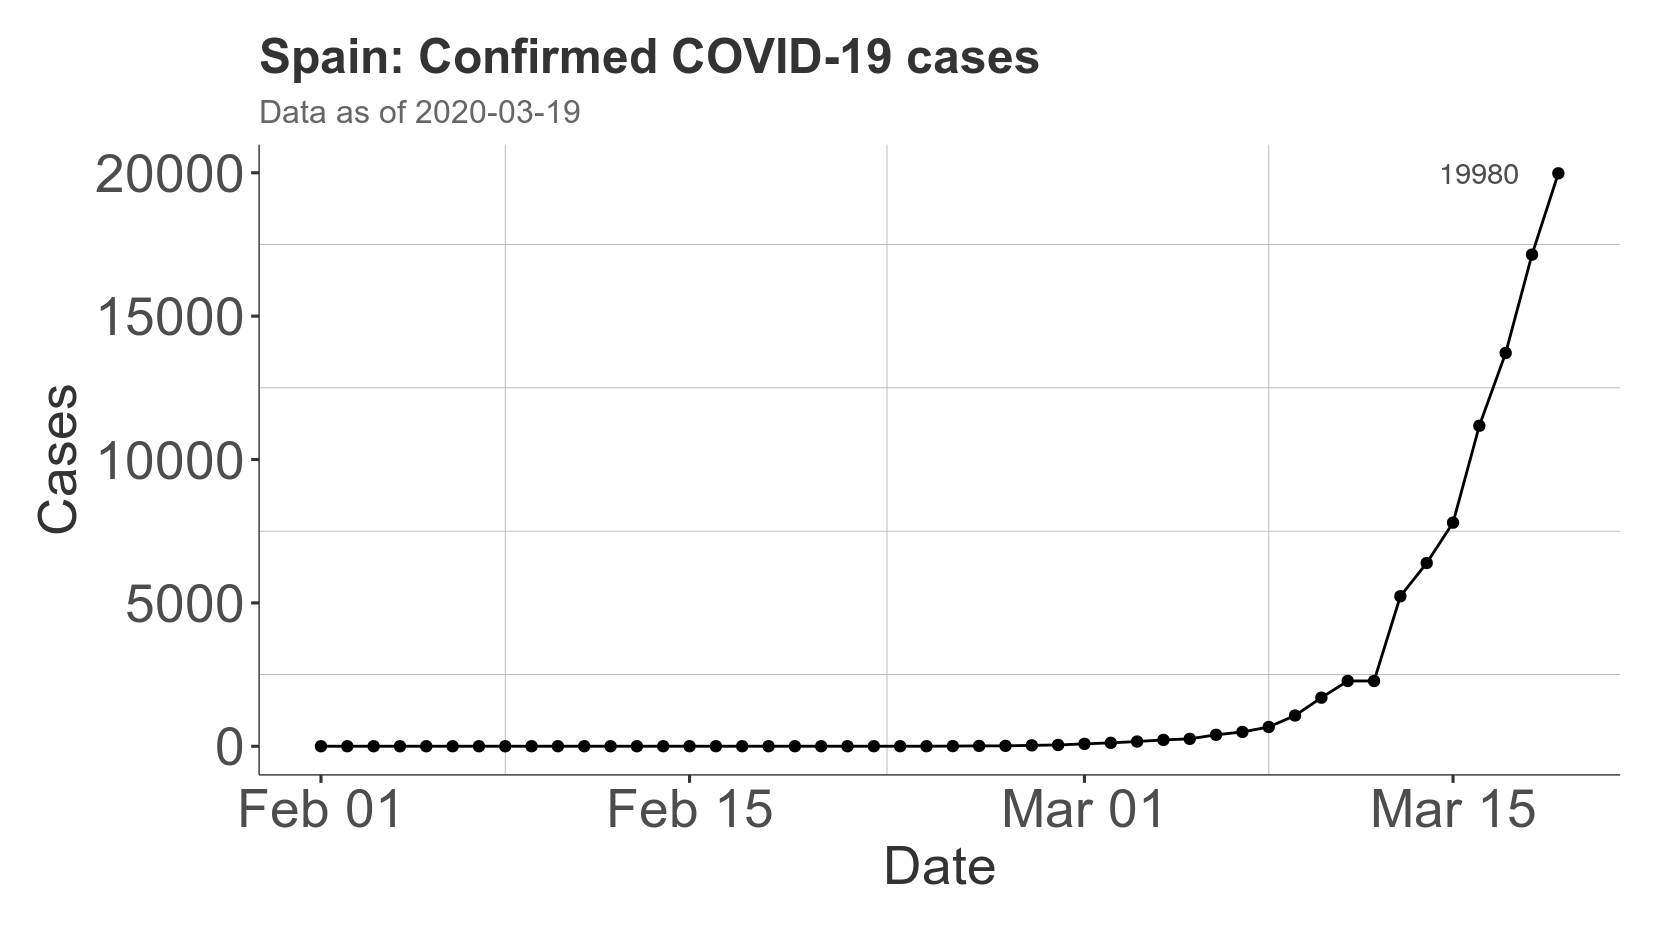 Spain: Confirmed COVID-19 cases
Data as of 2020-03-19
20000
19980
15000
10000
5000
0
Cases
Feb 01 Feb 15 Mar 01 Mar 15
Date